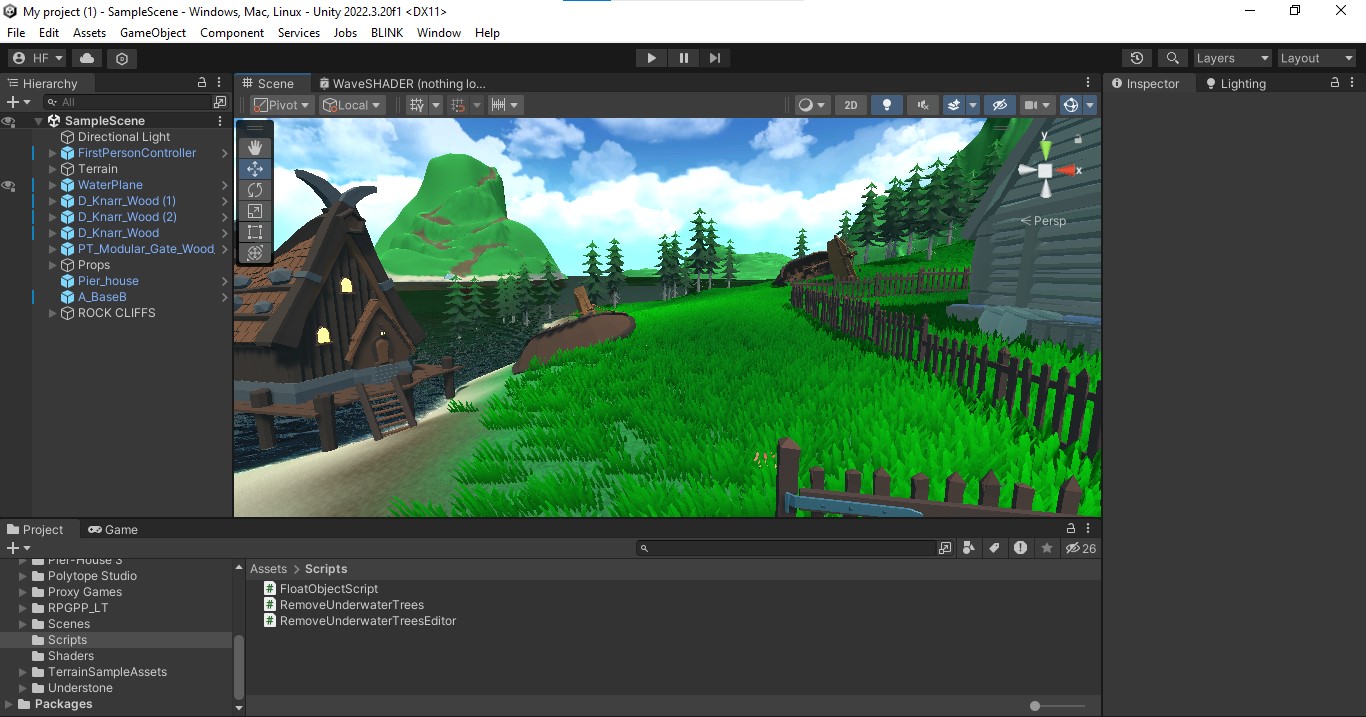 My project (1) - SampleScene - Windows, Mac, Linux - Unity 2022.3.20f1 <DX11>
File Edit Assets GameObject Component Services Jobs BLINK Window Help
HF Layers Layout
Hierarchy Scene WaveSHADER (nothing lo... Inspector Lighting
All Pivot Local 2D
SampleScene
Directional Light
FirstPersonController
Terrain
WaterPlane
D_Knarr_Wood (1)
D_Knarr_Wood (2)
D_Knarr_Wood
PT_Modular_Gate_Wood_
Props
Pier_house
A_BaseB
ROCK CLIFFS
y
x
Persp
Project Game
26
Pier-House 3
Polytope Studio
Proxy Games
RPGPP_LT
Scenes
Scripts
Shaders
TerrainSampleAssets
Understone
Packages
Assets > Scripts
FloatObjectScript
RemoveUnderwaterTrees
RemoveUnderwaterTreesEditor